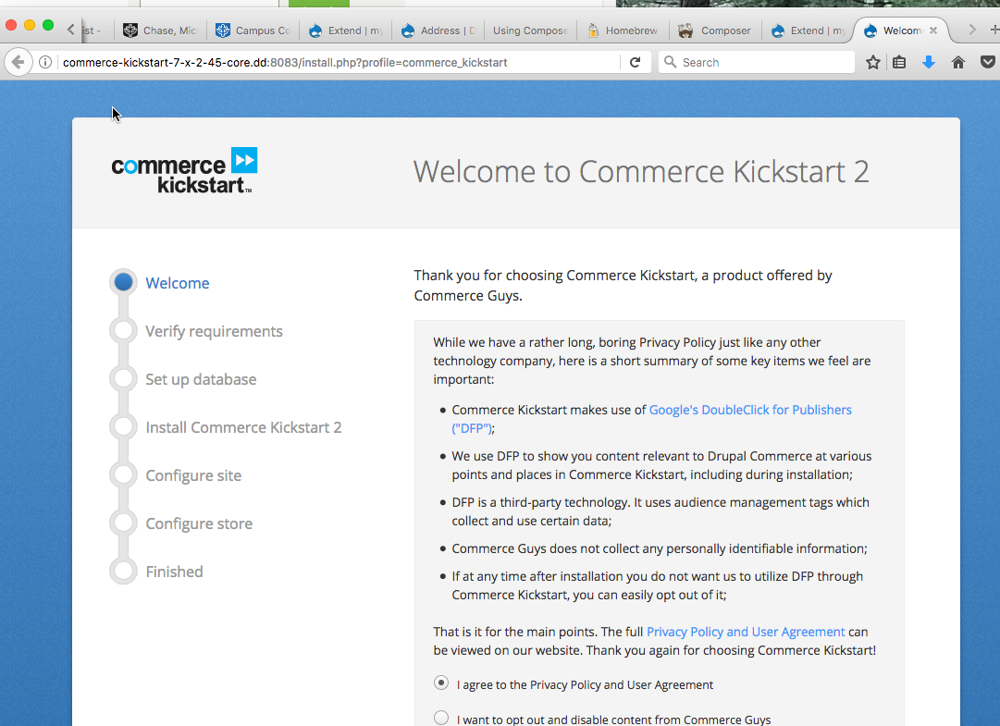 ist -
Chase, Mic
Campus Co
Extend | my
Address | D
Using Compose
Homebrew
Composer
Extend | my
Welcom
commerce-kickstart-7-x-2-45-core.dd:8083/install.php?profile=commerce_kickstart
Search
commerce
kickstart™
Welcome to Commerce Kickstart 2
Welcome
Verify requirements
Set up database
Install Commerce Kickstart 2
Configure site
Configure store
Finished
Thank you for choosing Commerce Kickstart, a product offered by
Commerce Guys.
While we have a rather long, boring Privacy Policy just like any other
technology company, here is a short summary of some key items we feel are
important:
Commerce Kickstart makes use of Google's DoubleClick for Publishers
("DFP");
We use DFP to show you content relevant to Drupal Commerce at various
points and places in Commerce Kickstart, including during installation;
DFP is a third-party technology. It uses audience management tags which
collect and use certain data;
Commerce Guys does not collect any personally identifiable information;
If at any time after installation you do not want us to utilize DFP through
Commerce Kickstart, you can easily opt out of it;
That is it for the main points. The full Privacy Policy and User Agreement can
be viewed on our website. Thank you again for choosing Commerce Kickstart!
I agree to the Privacy Policy and User Agreement
I want to opt out and disable content from Commerce Guys